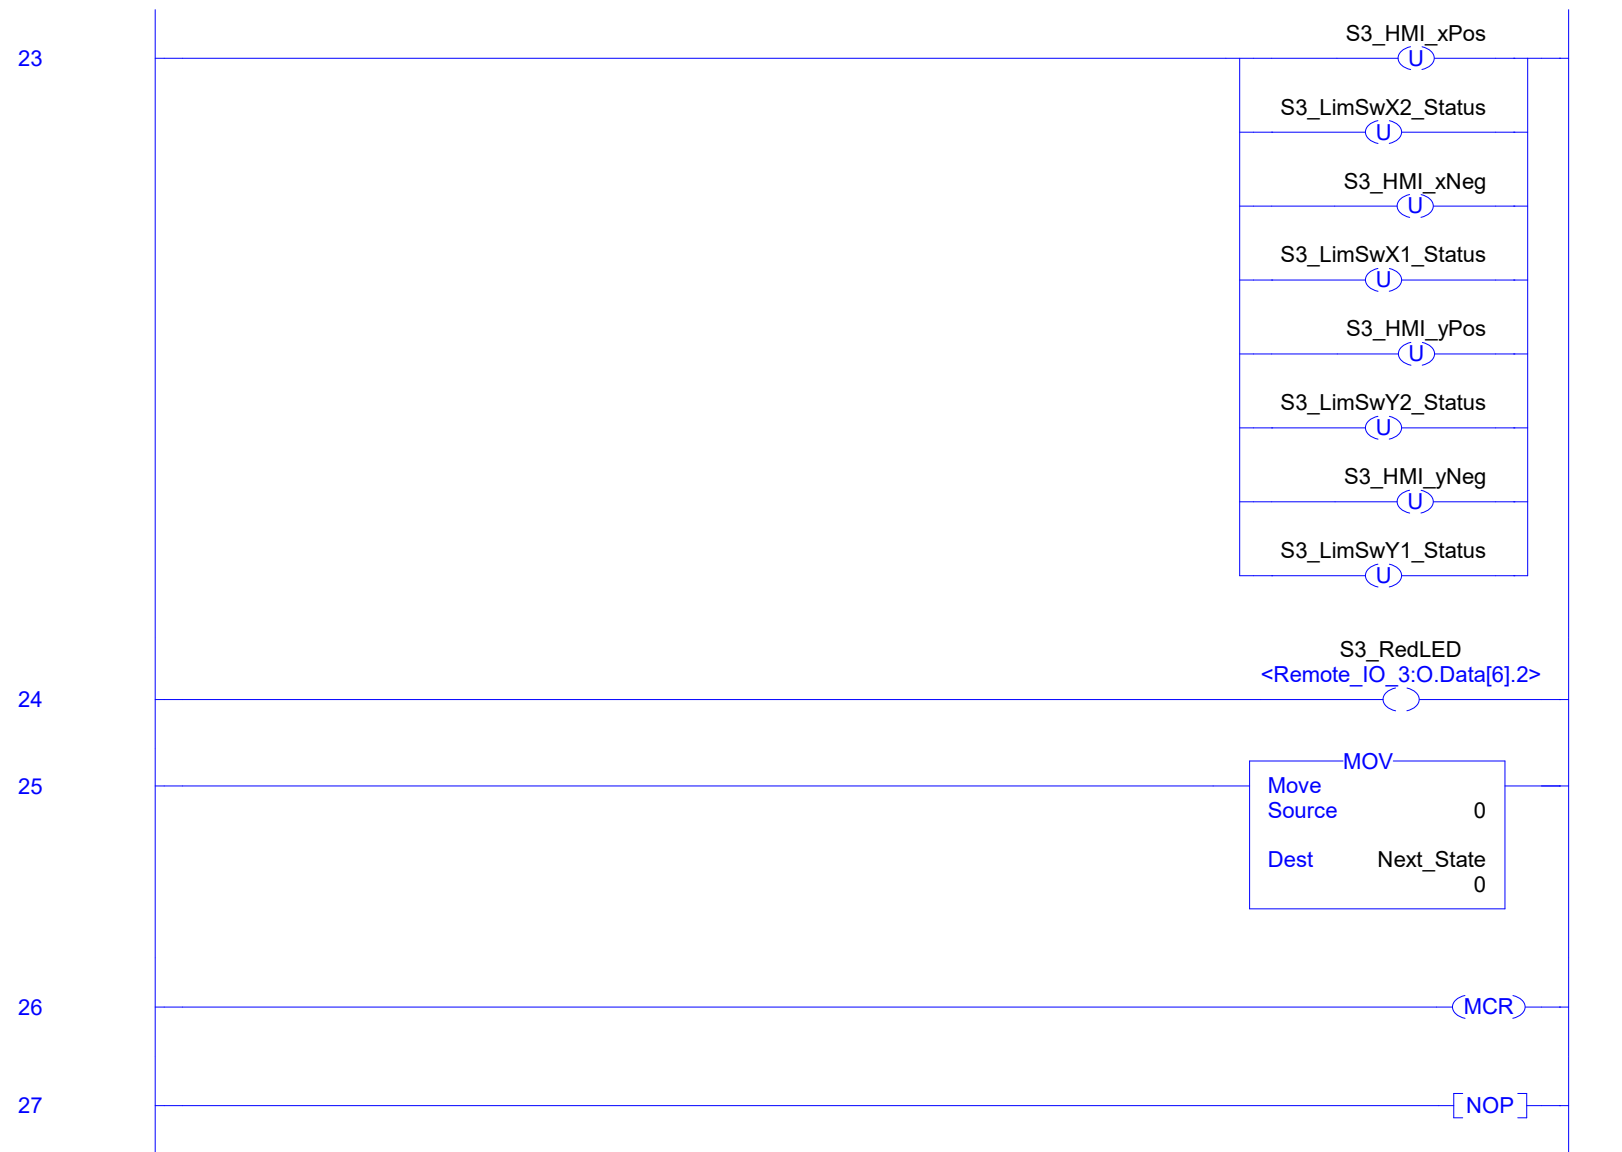 S3_HMI_xPos
23
U
S3_LimSwX2_Status
U
S3_HMI_xNeg
U
S3_LimSwX1_Status
U
S3_HMI_yPos
U
S3_LimSwY2_Status
U
S3_HMI_yNeg
U
S3_LimSwY1_Status
U
S3_RedLED
<Remote_IO_3:O.Data[6].2>
24
MOV
25
Move
Source 0
Dest Next_State
0
26
MCR
27
NOP